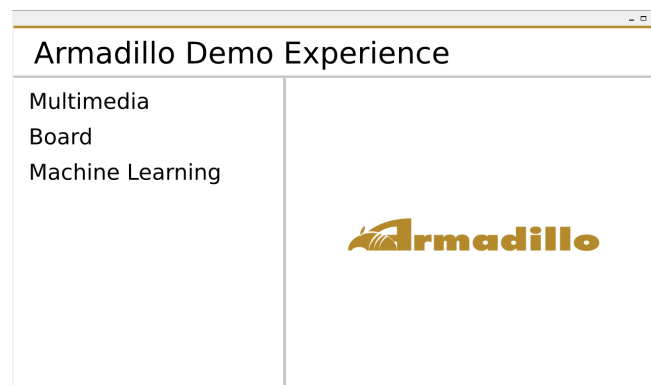 Armadillo Demo Experience
Multimedia
Board
Machine Learning
Armadillo